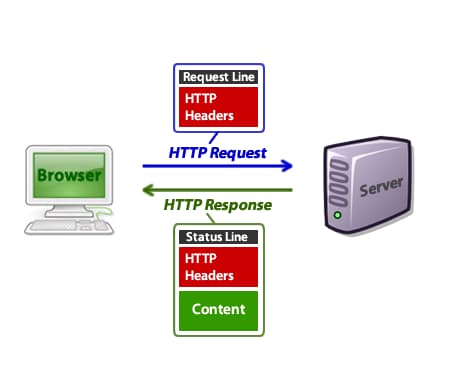 Request Line
HTTP
Headers
HTTP Request
Browser
Server
HTTP Response
Status Line
HTTP
Headers
Content